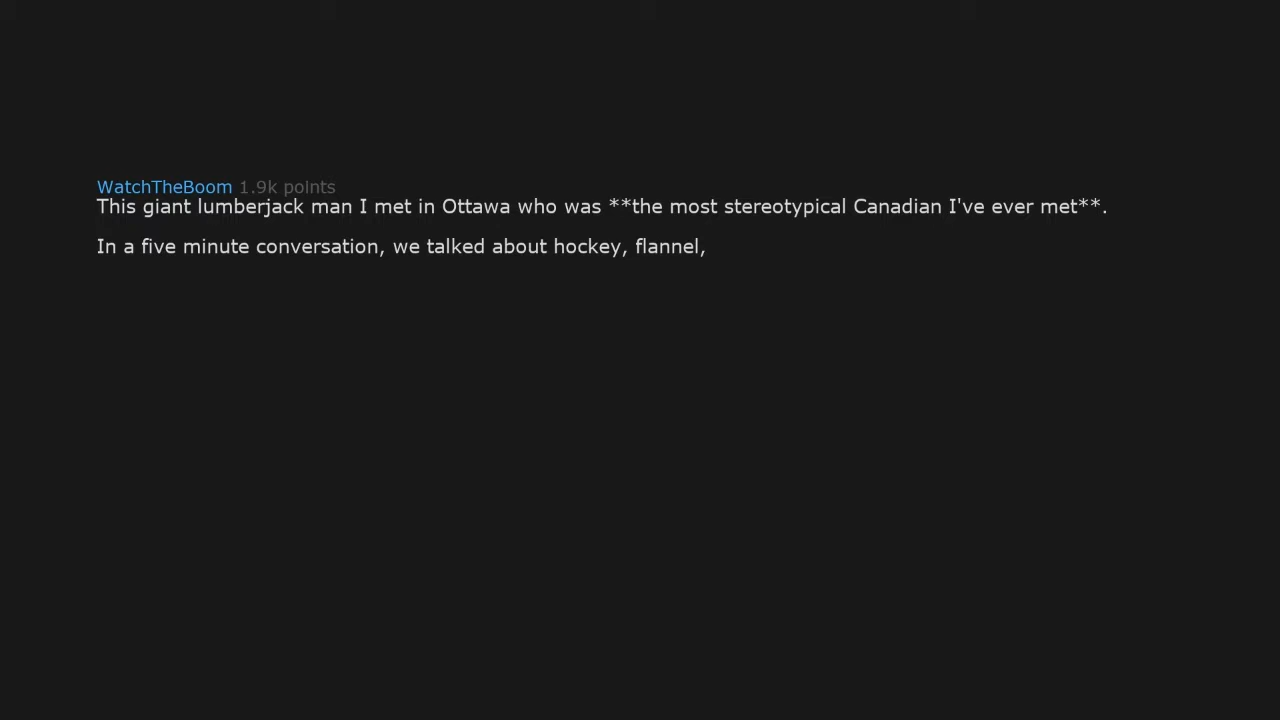 WatchTheBoom 1.9k points
This giant lumberjack man I met in Ottawa who was **the most stereotypical Canadian I've ever met**.
In a five minute conversation, we talked about hockey, flannel,